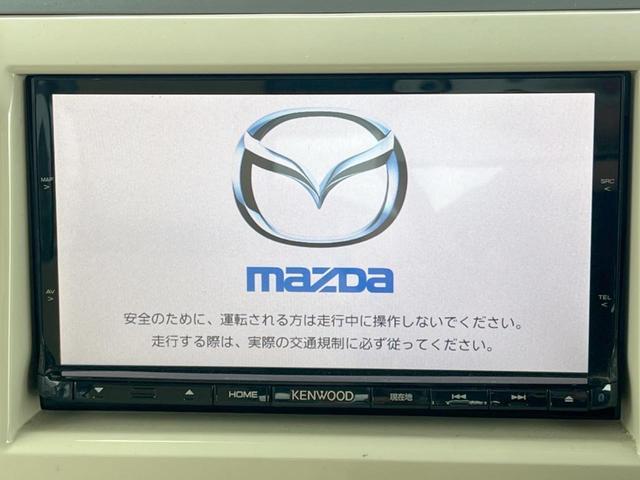 MAP
SRC
mazda
AV
TEL
安全のために、運転される方は走行中に操作しないでください。
走行する際は、実際の交通規制に必ず従ってください。
HOME KENWOOD 現在地